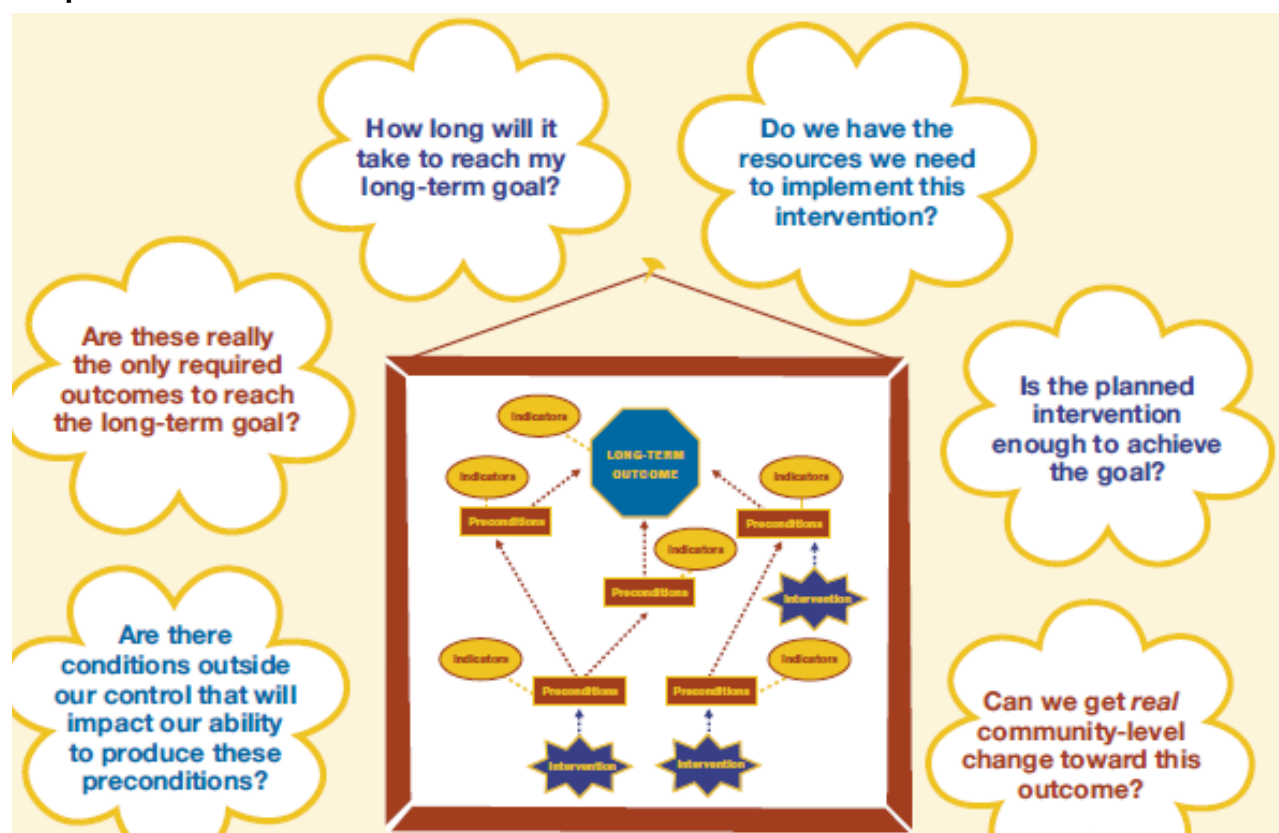 How long will it
take to reach my
long-term goal?
Do we have the
resources we need
to implement this
intervention?
Are these really
the only required
outcomes to reach
the long-term goal?
Is the planned
intervention
enough to achieve
the goal?
Are there
conditions outside
our control that will
impact our ability
to produce these
preconditions?
Can we get real
community-level
change toward this
outcome?
Indicators
LONG-TERM
OUTCOME
Indicators
Indicators
Preconditions
Preconditions
Indicators
Preconditions
Intervention
Indicators
Indicators
Preconditions
Preconditions
Intervention
Intervention